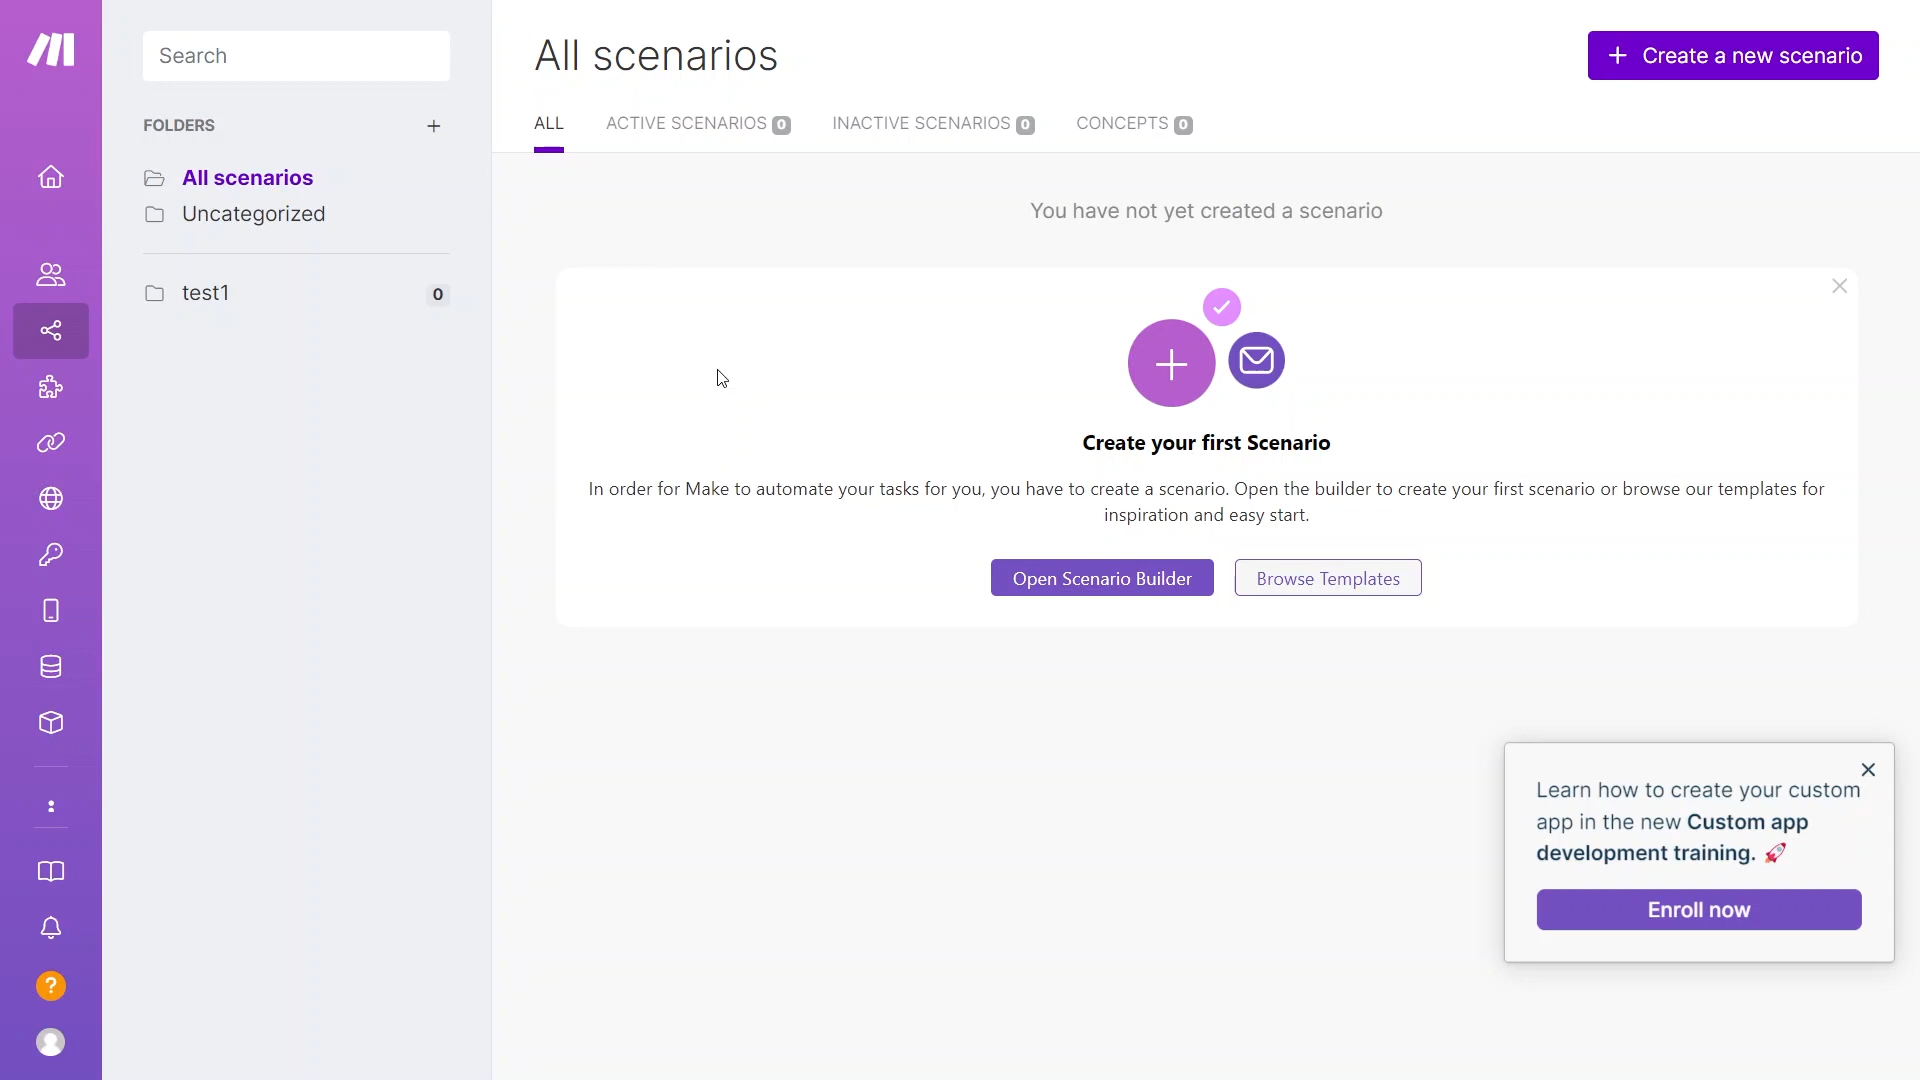 Search
FOLDERS
All scenarios
Uncategorized
test1 0
All scenarios
Create a new scenario
ALL ACTIVE SCENARIOS 0 INACTIVE SCENARIOS 0 CONCEPTS 0
You have not yet created a scenario
Create your first Scenario
In order for Make to automate your tasks for you, you have to create a scenario. Open the builder to create your first scenario or browse our templates for
inspiration and easy start.
Open Scenario Builder Browse Templates
Learn how to create your custom
app in the new Custom app
development training. 🚀
Enroll now
?